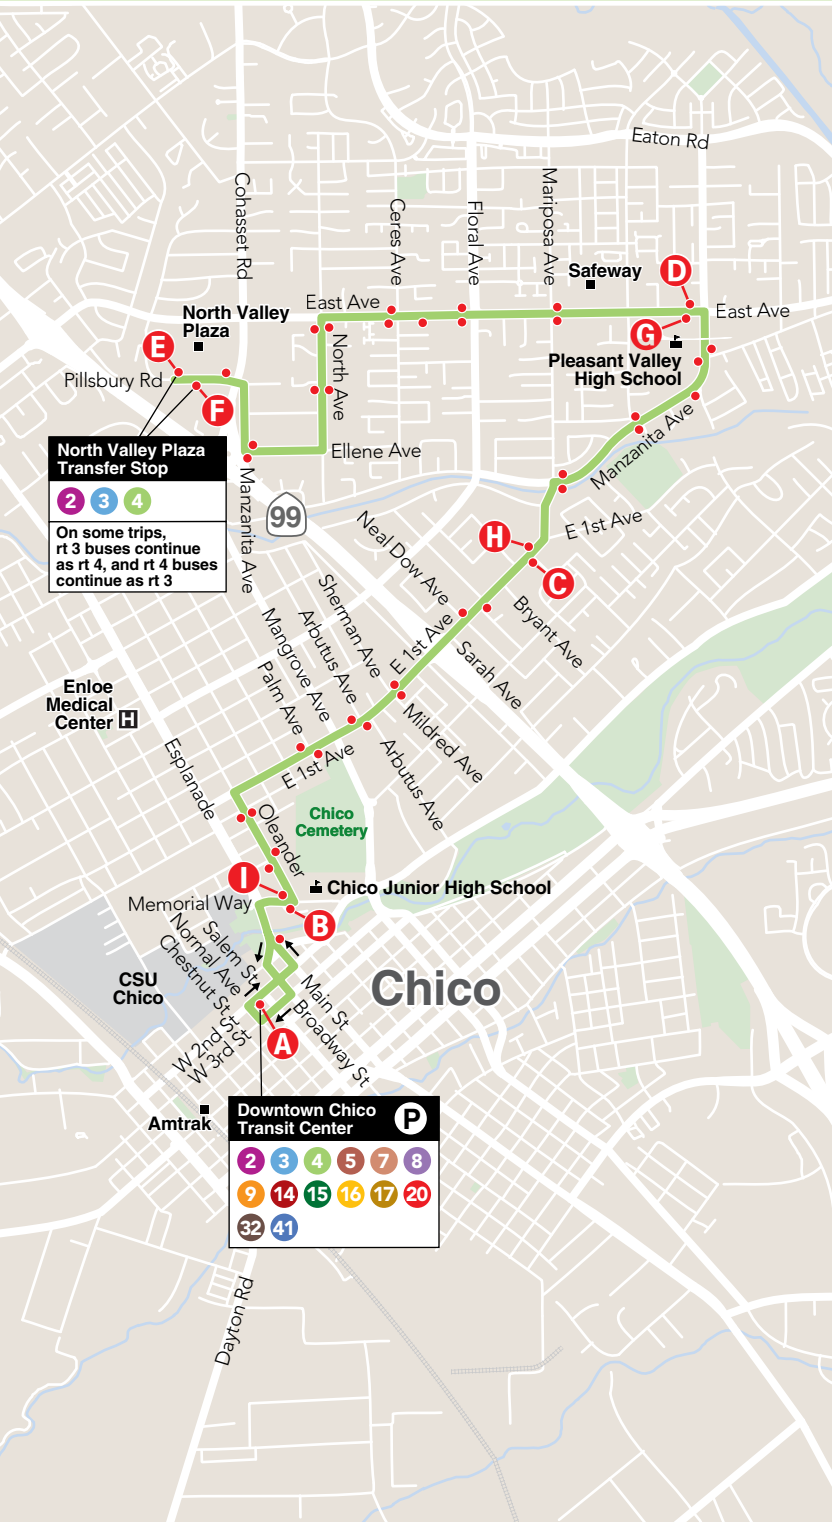 Eaton Rd
Cohasset Rd
Ceres Ave
Floral Ave
Mariposa Ave
Safeway
D
East Ave
East Ave
North Valley
Plaza
G
E
North Ave
Pleasant Valley
High School
Pillsbury Rd
F
Manzanita Ave
Ellene Ave
North Valley Plaza
Transfer Stop
2 3 4
On some trips,
rt 3 buses continue
as rt 4, and rt 4 buses
continue as rt 3
Manzanita Ave
99
E 1st Ave
H
C
Neal Dow Ave
Bryant Ave
Sherman Ave
Arbutus Ave
Mangrove Ave
Palm Ave
E 1st Ave
Sarah Ave
Enloe
Medical
Center H
Mildred Ave
Arbutus Ave
E 1st Ave
Esplanade
Oleander
Chico
Cemetery
I
Chico Junior High School
Memorial Way
B
Salem St
Normal Ave
Chestnut St
CSU
Chico
Chico
Main St
Broadway St
W 2nd St
W 3rd St
A
Amtrak
Downtown Chico
Transit Center
P
2 3 4 5 7 8
9 14 15 16 17 20
32 41
Dayton Rd